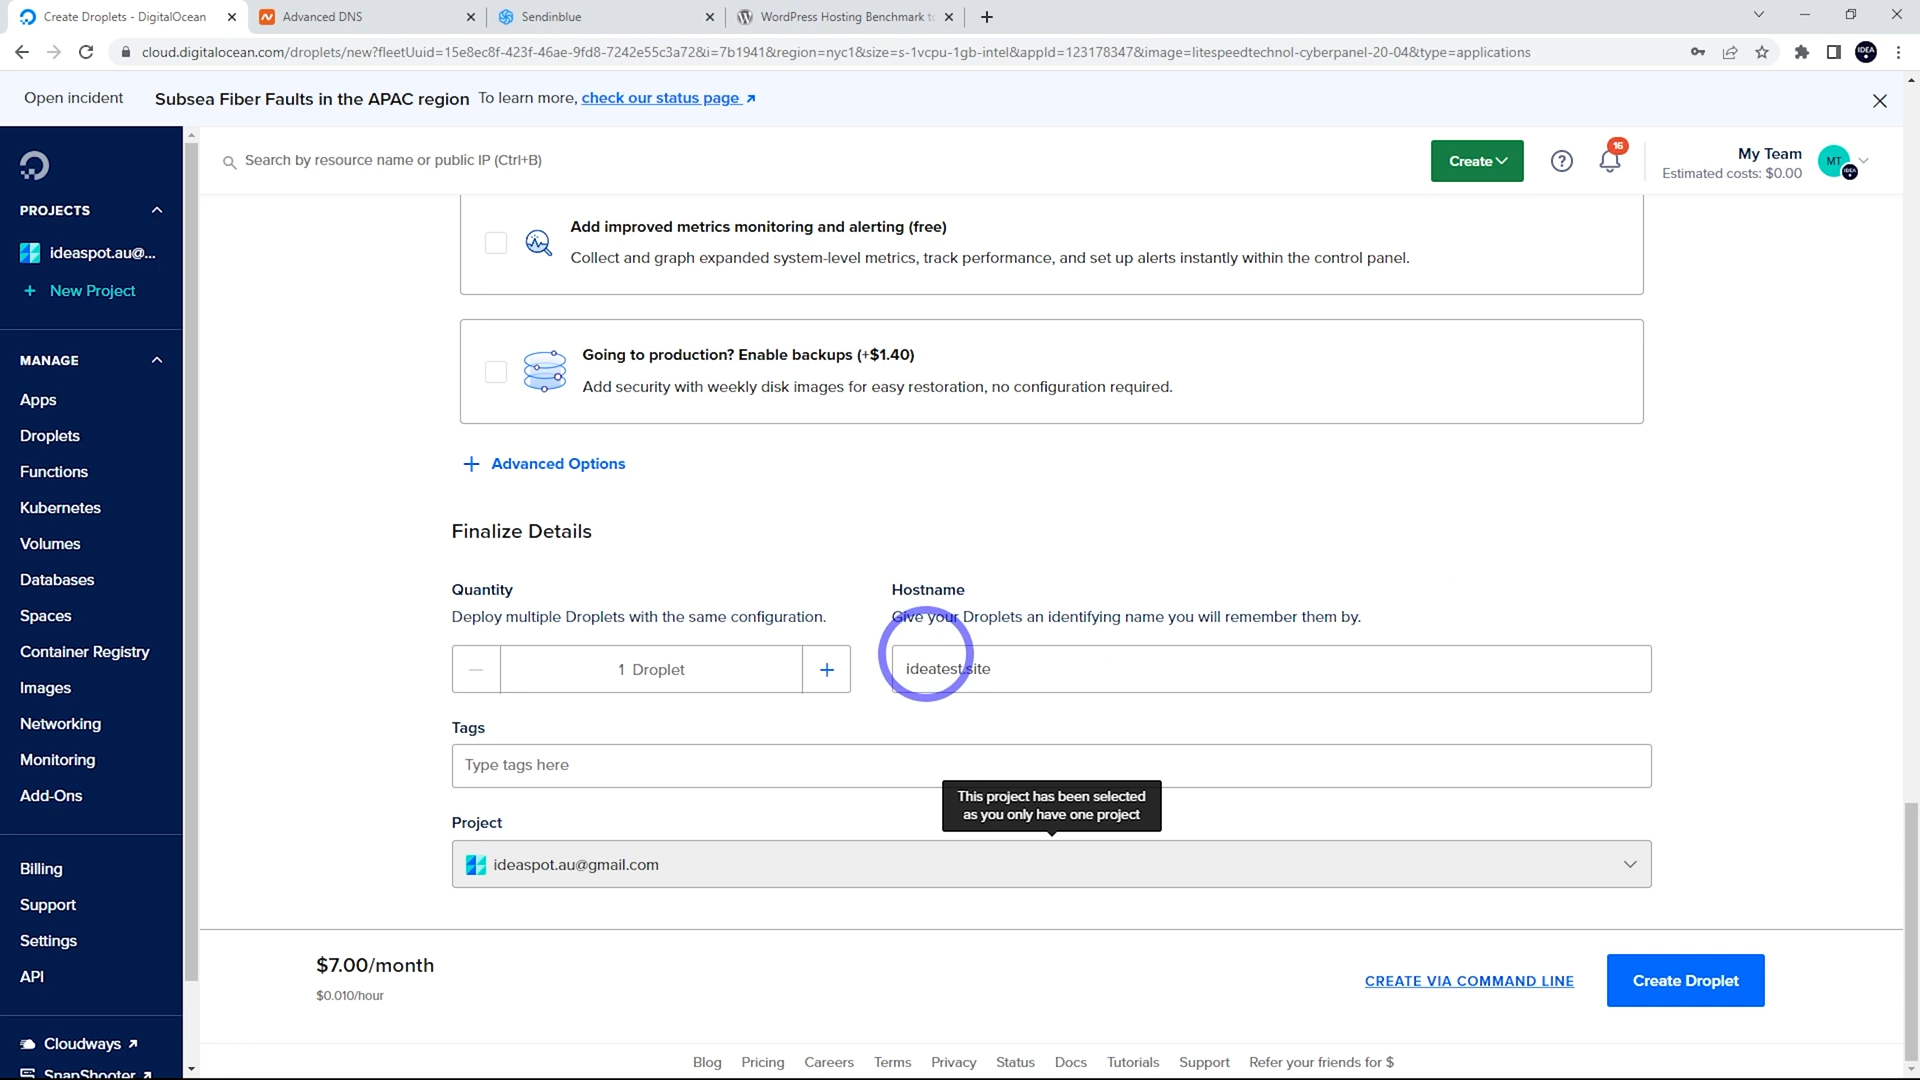 Create Droplets - DigitalOcean
Advanced DNS
Sendinblue
WordPress Hosting Benchmark to
cloud.digitalocean.com/droplets/new?fleetUuid=15e8ec8f-423f-46ae-9fd8-7242e55c3a72&i=7b1941&region=nyc1&size=s-1vcpu-1gb-intel&appId=123178347&image=litespeedtechnol-cyberpanel-20-04&type=applications
IDEA
Open incident Subsea Fiber Faults in the APAC region To learn more, check our status page
Search by resource name or public IP (Ctrl+B)
Create
16
My Team
Estimated costs: $0.00
MT
PROJECTS
ideaspot.au@...
+ New Project
MANAGE
Apps
Droplets
Functions
Kubernetes
Volumes
Databases
Spaces
Container Registry
Images
Networking
Monitoring
Add-Ons
Billing
Support
Settings
API
Cloudways
SnapShooter
Add improved metrics monitoring and alerting (free)
Collect and graph expanded system-level metrics, track performance, and set up alerts instantly within the control panel.
Going to production? Enable backups (+$1.40)
Add security with weekly disk images for easy restoration, no configuration required.
+ Advanced Options
Finalize Details
Quantity
Deploy multiple Droplets with the same configuration.
1 Droplet
Hostname
Give your Droplets an identifying name you will remember them by.
ideatest.site
Tags
Type tags here
This project has been selected
as you only have one project
Project
ideaspot.au@gmail.com
$7.00/month
$0.010/hour
CREATE VIA COMMAND LINE
Create Droplet
Blog Pricing Careers Terms Privacy Status Docs Tutorials Support Refer your friends for $